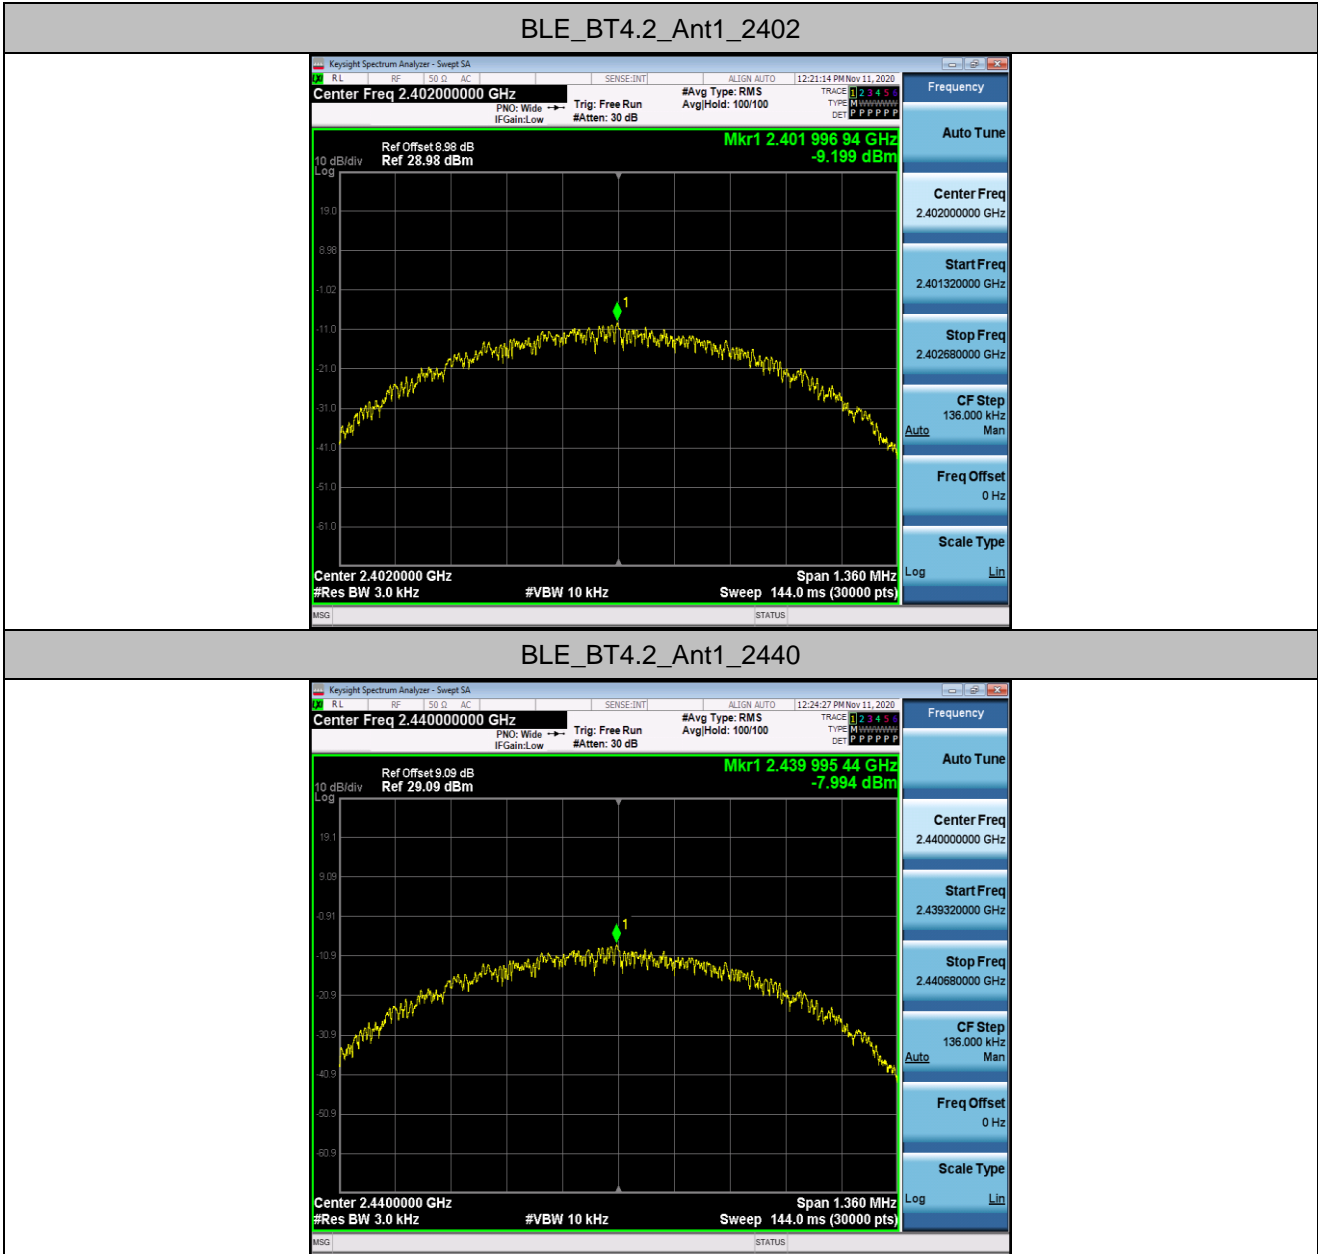 BLE_BT4.2_Ant1_2402
Keysight Spectrum Analyzer - Swept SA
RL RF 50 Ω AC SENSE:INT ALIGN AUTO 12:21:14 PM Nov 11, 2020
Center Freq 2.402000000 GHz
PNO: Wide
IFGain:Low
Trig: Free Run
#Atten: 30 dB
#Avg Type: RMS
Avg|Hold: 100/100
TRACE 1 2 3 4 5 6
TYPE M WWWWW
DET P P P P P P
Mkr1 2.401 996 94 GHz
-9.199 dBm
Ref Offset 8.98 dB
10 dB/div Ref 28.98 dBm
Log
19.0
8.98
-1.02
1
-11.0
-21.0
-31.0
-41.0
-51.0
-61.0
Center 2.4020000 GHz Span 1.360 MHz
#Res BW 3.0 kHz #VBW 10 kHz Sweep 144.0 ms (30000 pts)
MSG STATUS
Frequency
Auto Tune
Center Freq
2.402000000 GHz
Start Freq
2.401320000 GHz
Stop Freq
2.402680000 GHz
CF Step
136.000 kHz
Auto Man
Freq Offset
0 Hz
Scale Type
Log Lin
BLE_BT4.2_Ant1_2440
Keysight Spectrum Analyzer - Swept SA
RL RF 50 Ω AC SENSE:INT ALIGN AUTO 12:24:27 PM Nov 11, 2020
Center Freq 2.440000000 GHz
PNO: Wide
IFGain:Low
Trig: Free Run
#Atten: 30 dB
#Avg Type: RMS
Avg|Hold: 100/100
TRACE 1 2 3 4 5 6
TYPE M WWWWW
DET P P P P P P
Mkr1 2.439 995 44 GHz
-7.994 dBm
Ref Offset 9.09 dB
10 dB/div Ref 29.09 dBm
Log
19.1
9.09
-0.91
1
-10.9
-20.9
-30.9
-40.9
-50.9
-60.9
Center 2.4400000 GHz Span 1.360 MHz
#Res BW 3.0 kHz #VBW 10 kHz Sweep 144.0 ms (30000 pts)
MSG STATUS
Frequency
Auto Tune
Center Freq
2.440000000 GHz
Start Freq
2.439320000 GHz
Stop Freq
2.440680000 GHz
CF Step
136.000 kHz
Auto Man
Freq Offset
0 Hz
Scale Type
Log Lin